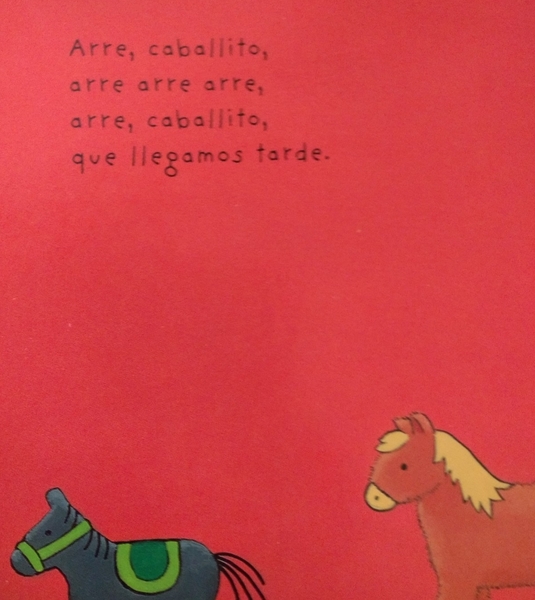 Arre, caballito,
arre arre arre,
arre, caballito,
que llegamos tarde.